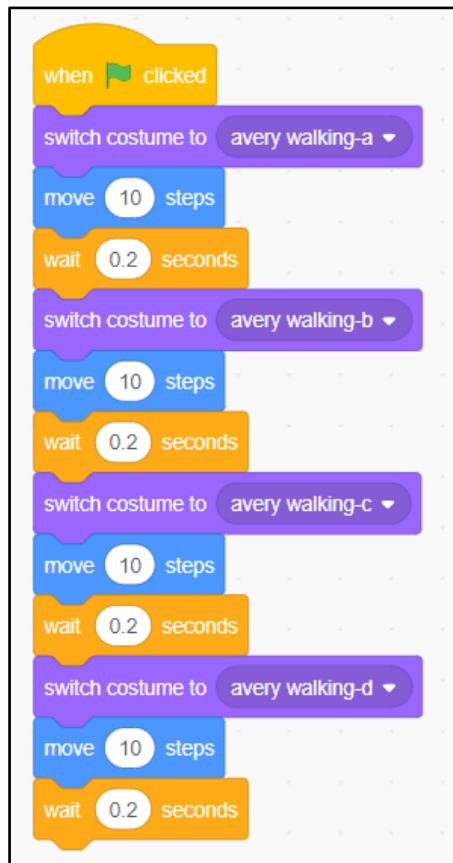 when clicked
switch costume to avery walking-a
move 10 steps
wait 0.2 seconds
switch costume to avery walking-b
move 10 steps
wait 0.2 seconds
switch costume to avery walking-c
move 10 steps
wait 0.2 seconds
switch costume to avery walking-d
move 10 steps
wait 0.2 seconds